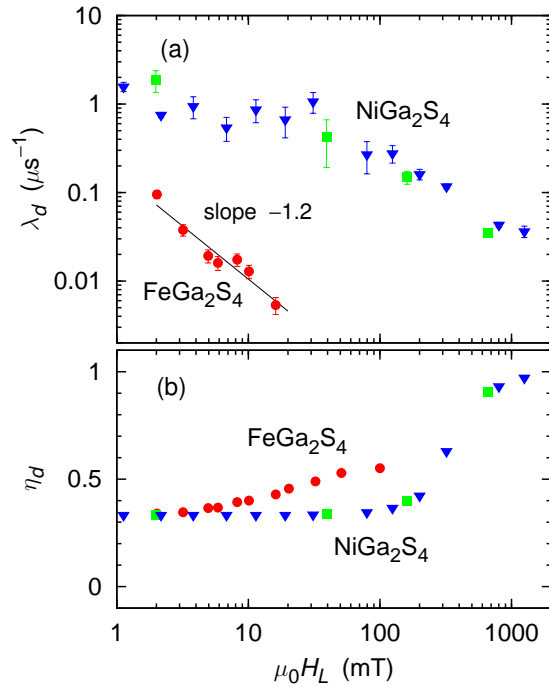 (a)
10
1
0.1
0.01
λd (μs⁻¹)
NiGa₂S₄
slope −1.2
FeGa₂S₄
(b)
1
0.5
0
ηd
FeGa₂S₄
NiGa₂S₄
1 10 100 1000
μ₀H_L (mT)